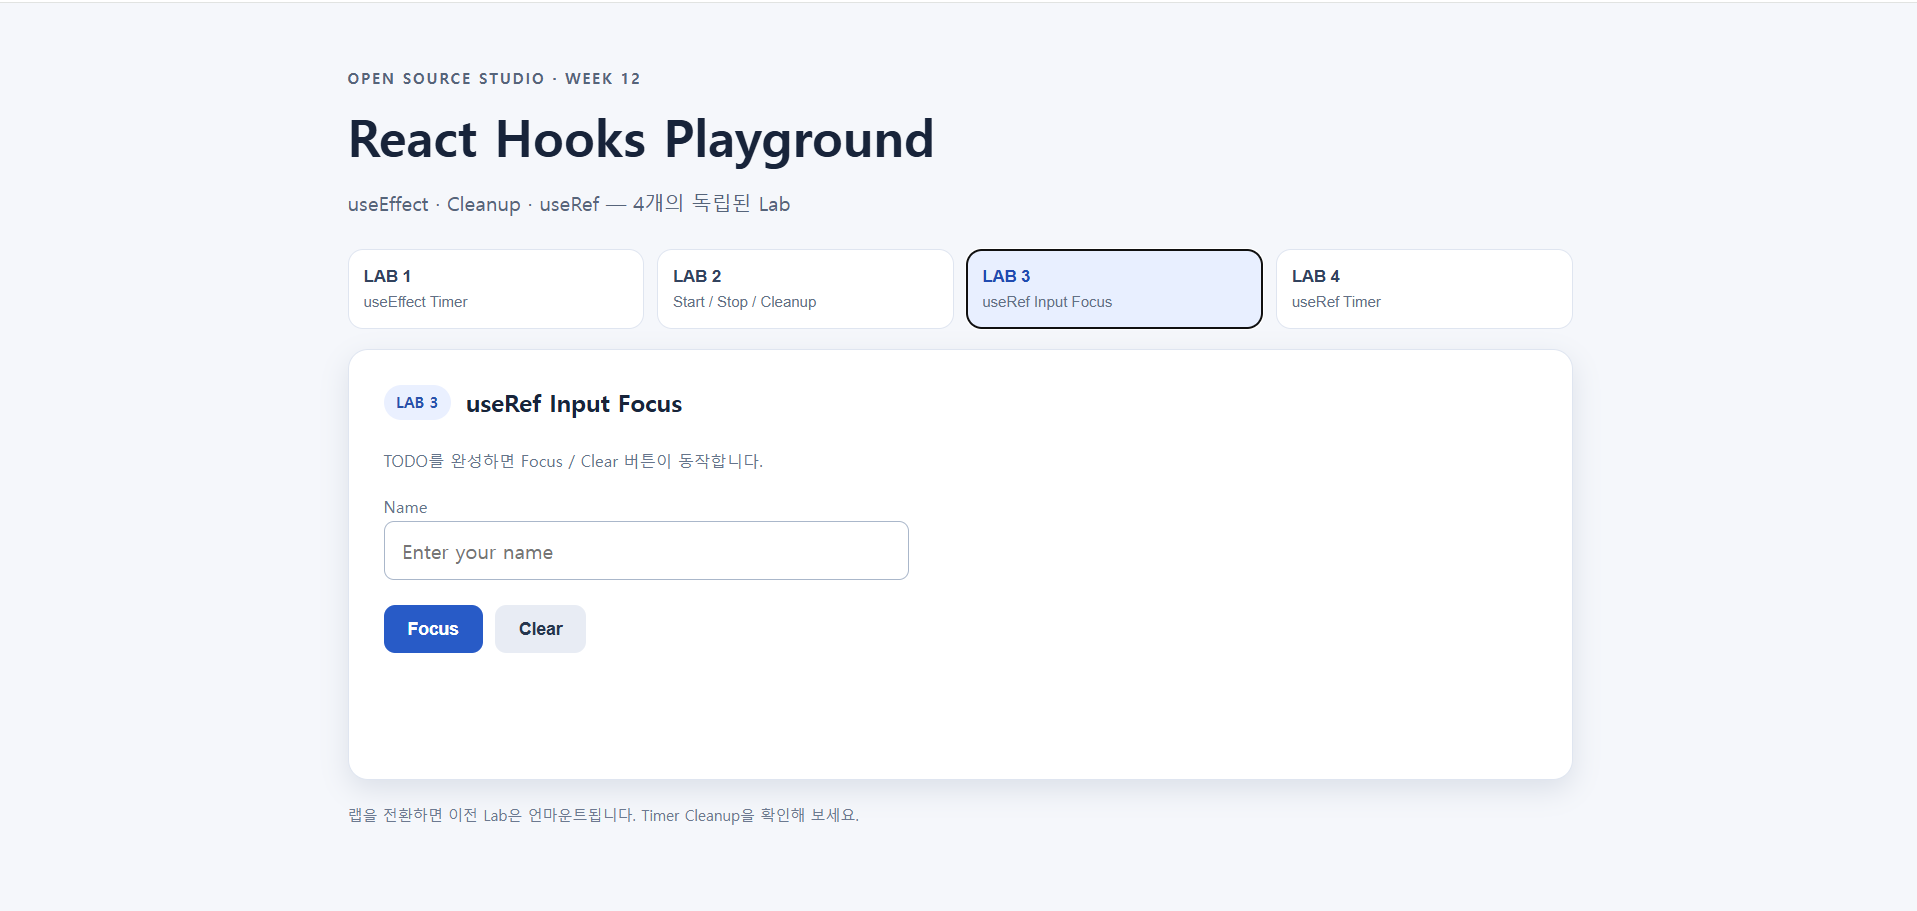 OPEN SOURCE STUDIO · WEEK 12
React Hooks Playground
useEffect · Cleanup · useRef — 4개의 독립된 Lab
LAB 1
useEffect Timer
LAB 2
Start / Stop / Cleanup
LAB 3
useRef Input Focus
LAB 4
useRef Timer
LAB 3
useRef Input Focus
TODO를 완성하면 Focus / Clear 버튼이 동작합니다.
Name
Enter your name
Focus
Clear
랩을 전환하면 이전 Lab은 언마운트됩니다. Timer Cleanup을 확인해 보세요.